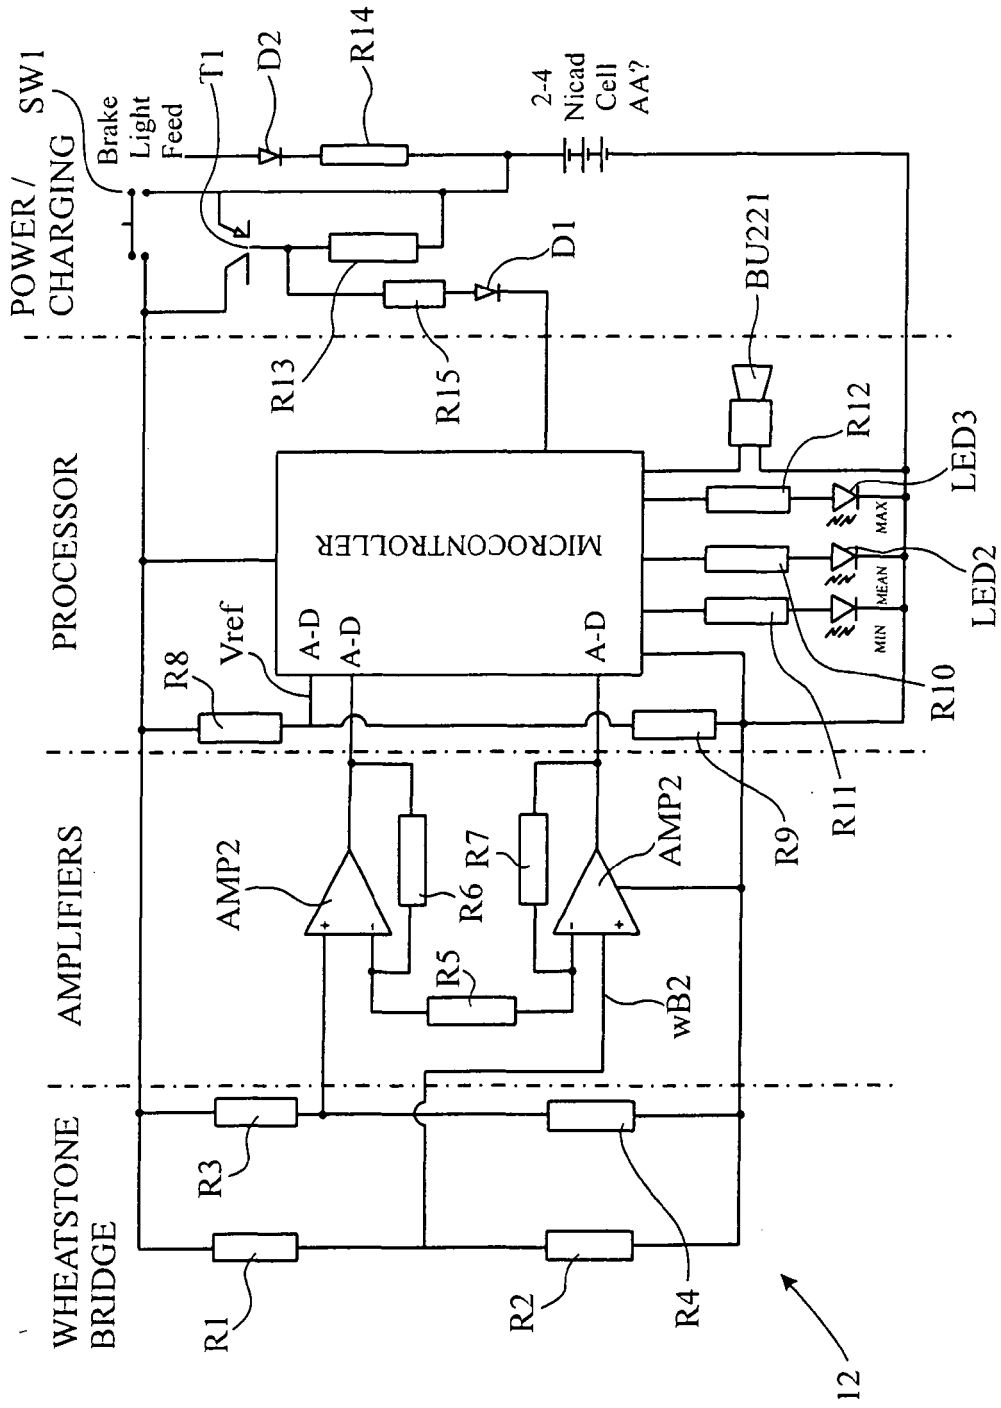 WHEATSTONE
BRIDGE
AMPLIFIERS
PROCESSOR
POWER /
CHARGING
SW1
T1
Brake
Light
Feed
D2
R14
2-4
Nicad
Cell
AA?
R13
R15
D1
BU221
R8
Vref
A-D
A-D
A-D
MICROCONTROLLER
AMP2
R6
R7
R5
AMP2
wB2
R3
R1
R2
R4
R9
R11
R10
R12
MIN
MEAN
MAX
LED2
LED3
12